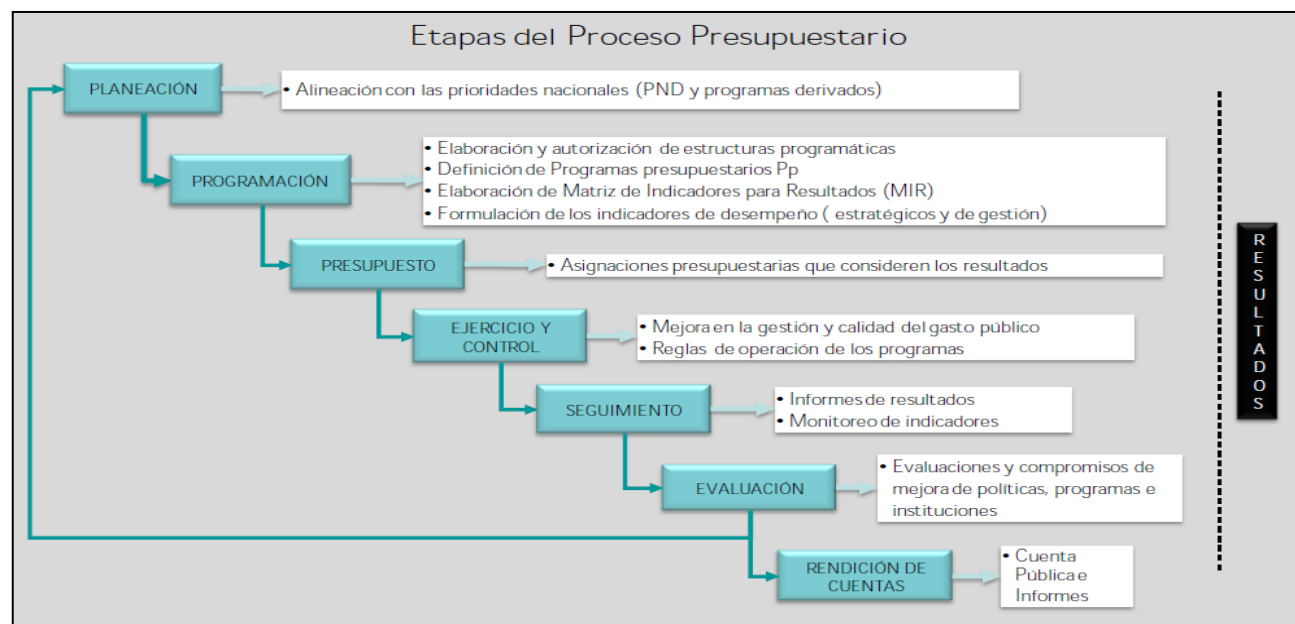 Etapas del Proceso Presupuestario
PLANEACIÓN
• Alineación con las prioridades nacionales (PND y programas derivados)
PROGRAMACIÓN
• Elaboración y autorización de estructuras programáticas
• Definición de Programas presupuestarios Pp
• Elaboración de Matriz de Indicadores para Resultados (MIR)
• Formulación de los indicadores de desempeño ( estratégicos y de gestión)
PRESUPUESTO
• Asignaciones presupuestarias que consideren los resultados
EJERCICIO Y
CONTROL
• Mejora en la gestión y calidad del gasto público
• Reglas de operación de los programas
SEGUIMIENTO
• Informes de resultados
• Monitoreo de indicadores
EVALUACIÓN
• Evaluaciones y compromisos de
mejora de políticas, programas e
instituciones
RENDICIÓN DE
CUENTAS
• Cuenta
Pública e
Informes
RESULTADOS